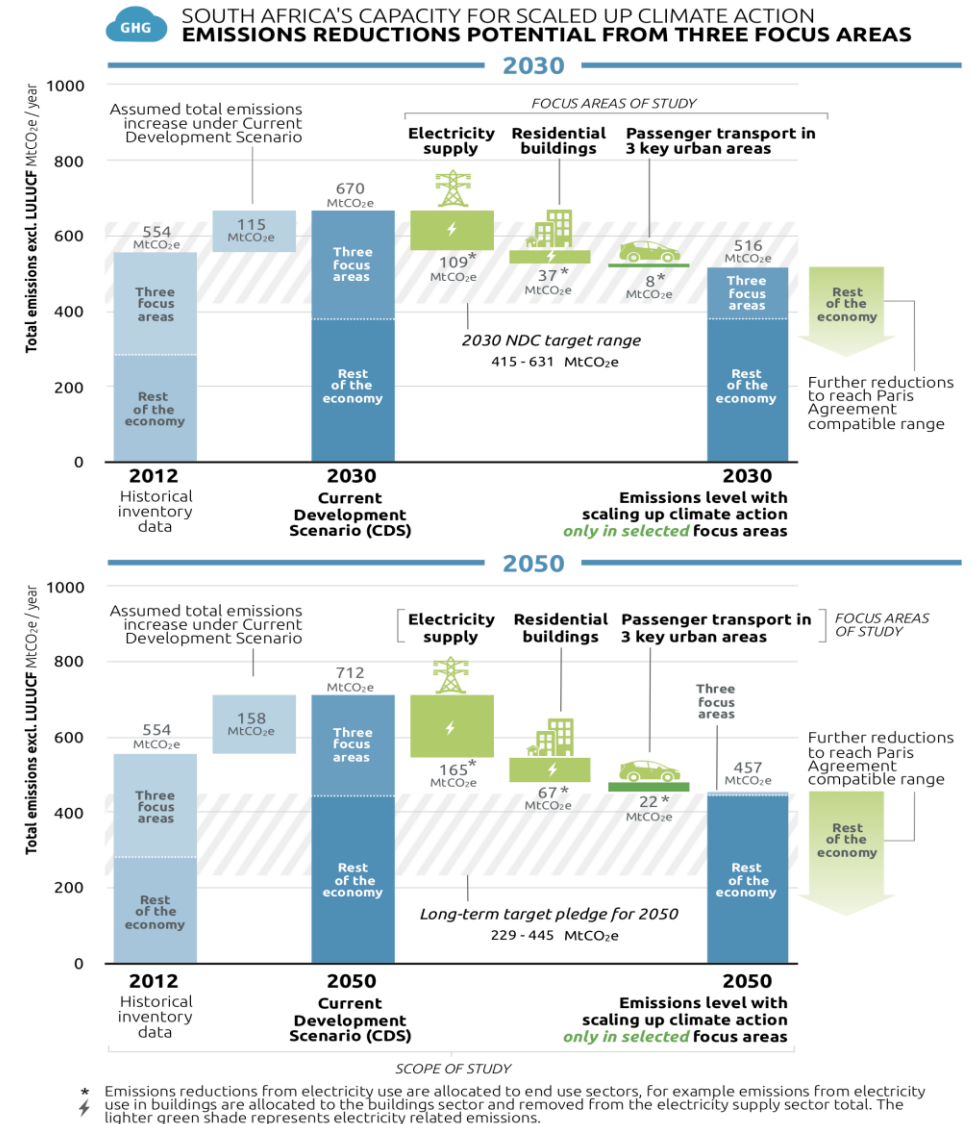 GHG
SOUTH AFRICA'S CAPACITY FOR SCALED UP CLIMATE ACTION
EMISSIONS REDUCTIONS POTENTIAL FROM THREE FOCUS AREAS
2030
Total emissions excl. LULUCF MtCO₂e / year
1000
800
600
400
200
0
Assumed total emissions
increase under Current
Development Scenario
FOCUS AREAS OF STUDY
Electricity
supply
Residential
buildings
Passenger transport in
3 key urban areas
554
MtCO₂e
115
MtCO₂e
670
MtCO₂e
109*
MtCO₂e
37*
MtCO₂e
8*
MtCO₂e
516
MtCO₂e
Three
focus
areas
Rest
of the
economy
Three
focus
areas
Rest
of the
economy
Three
focus
areas
Rest
of the
economy
Rest
of the
economy
2030 NDC target range
415 - 631 MtCO₂e
Further reductions
to reach Paris
Agreement
compatible range
2012
Historical
inventory
data
2030
Current
Development
Scenario (CDS)
2030
Emissions level with
scaling up climate action
only in selected focus areas
2050
Total emissions excl. LULUCF MtCO₂e / year
1000
800
600
400
200
0
Assumed total emissions
increase under Current
Development Scenario
Electricity
supply
Residential
buildings
Passenger transport in
3 key urban areas
FOCUS AREAS
OF STUDY
554
MtCO₂e
158
MtCO₂e
712
MtCO₂e
165*
MtCO₂e
67*
MtCO₂e
22*
MtCO₂e
Three
focus
areas
457
MtCO₂e
Further reductions
to reach Paris
Agreement
compatible range
Three
focus
areas
Rest
of the
economy
Three
focus
areas
Rest
of the
economy
Rest
of the
economy
Rest
of the
economy
Long-term target pledge for 2050
229 - 445 MtCO₂e
2012
Historical
inventory
data
2050
Current
Development
Scenario (CDS)
2050
Emissions level with
scaling up climate action
only in selected focus areas
SCOPE OF STUDY
* Emissions reductions from electricity use are allocated to end use sectors, for example emissions from electricity
use in buildings are allocated to the buildings sector and removed from the electricity supply sector total. The
lighter green shade represents electricity related emissions.